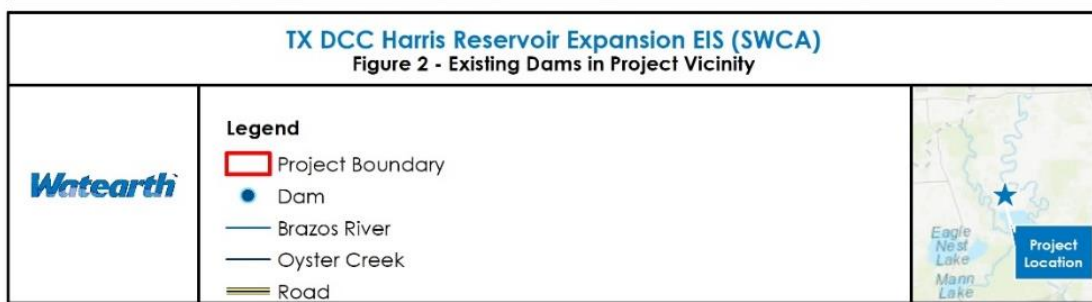 TX DCC Harris Reservoir Expansion EIS (SWCA)
Figure 2 - Existing Dams in Project Vicinity
Watearth
Legend
Project Boundary
Dam
Brazos River
Oyster Creek
Road
Eagle
Nest
Lake
Mann
Lake
Project
Location